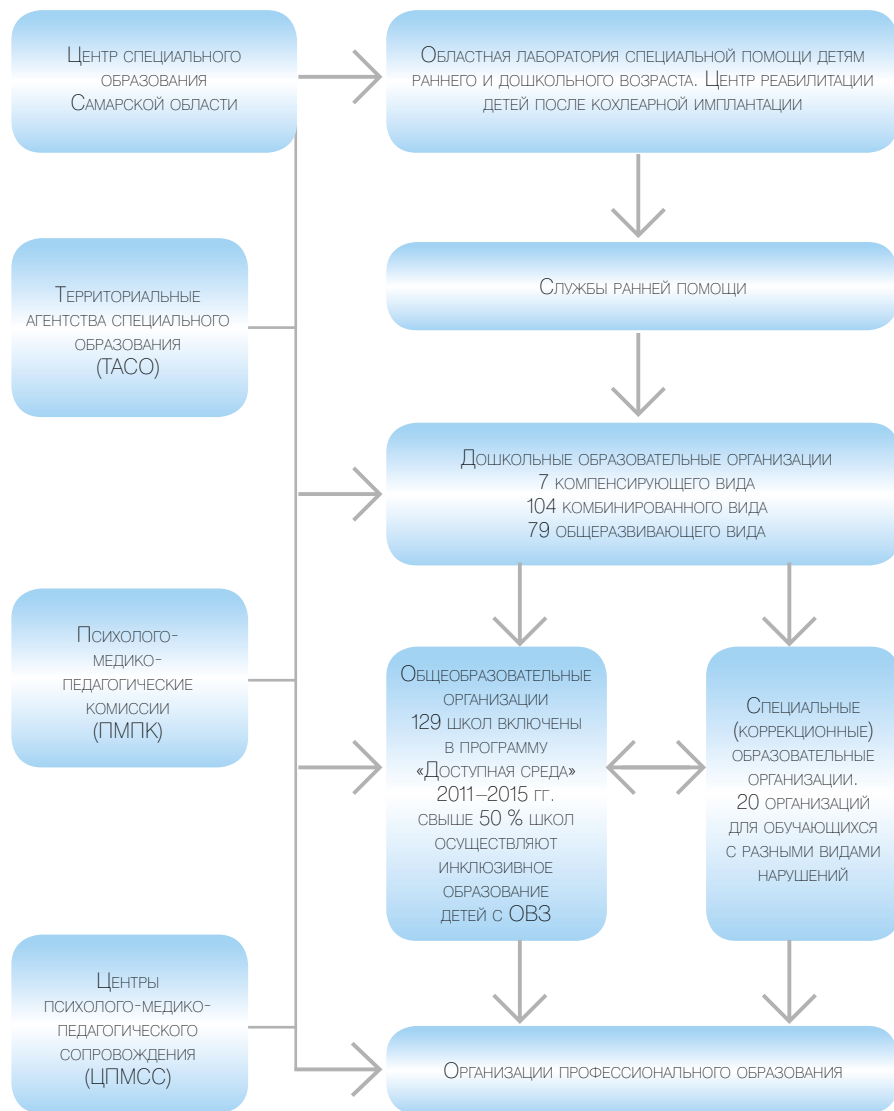 Центр специального
образования
Самарской области
Областная лаборатория специальной помощи детям
раннего и дошкольного возраста. Центр реабилитации
детей после кохлеарной имплантации
Службы ранней помощи
Территориальные
агентства специального
образования
(ТАСО)
Дошкольные образовательные организации
7 компенсирующего вида
104 комбинированного вида
79 общеразвивающего вида
Психолого-
медико-
педагогические
комиссии
(ПМПК)
Общеобразовательные
организации
129 школ включены
в программу
«Доступная среда»
2011–2015 гг.
свыше 50 % школ
осуществляют
инклюзивное
образование
детей с ОВЗ
Специальные
(коррекционные)
образовательные
организации.
20 организаций
для обучающихся
с разными видами
нарушений
Центры
психолого-медико-
педагогического
сопровождения
(ЦПМСС)
Организации профессионального образования